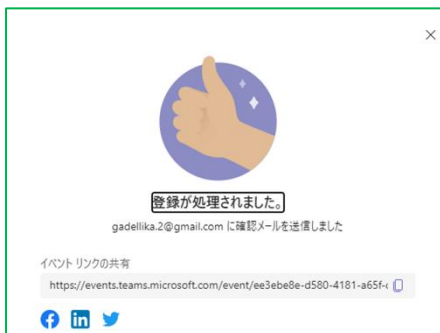 登録が処理されました。
gadellika.2@gmail.com に確認メールを送信しました
イベント リンクの共有
https://events.teams.microsoft.com/event/ee3ebe8e-d580-4181-a65f-